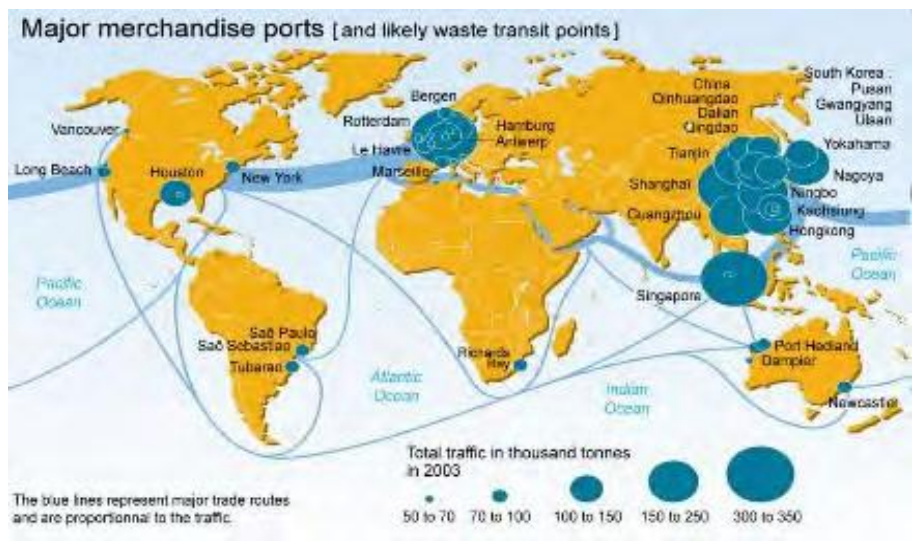 Major merchandise ports [and likely waste transit points]
Bergen
Rotterdam
Hamburg
Antwerp
Le Havre
Marseille
Vancouver
Long Beach
Houston
New York
China
Qinhuangdao
Dalian
Qingdao
Tianjin
Shanghai
Guangzhou
South Korea :
Pusan
Gwangyang
Ulsan
Yokahama
Nagoya
Ningbo
Kaohsiung
Hongkong
Singapore
Pacific
Ocean
Pacific
Ocean
Saõ Paulo
Saõ Sebastiao
Tubarao
Atlantic
Ocean
Richards
Bay
Indian
Ocean
Port Hedland
Dampier
Newcastler
Total traffic in thousand tonnes
in 2003
50 to 70
70 to 100
100 to 150
150 to 250
300 to 350
The blue lines represent major trade routes
and are proportionnal to the traffic.